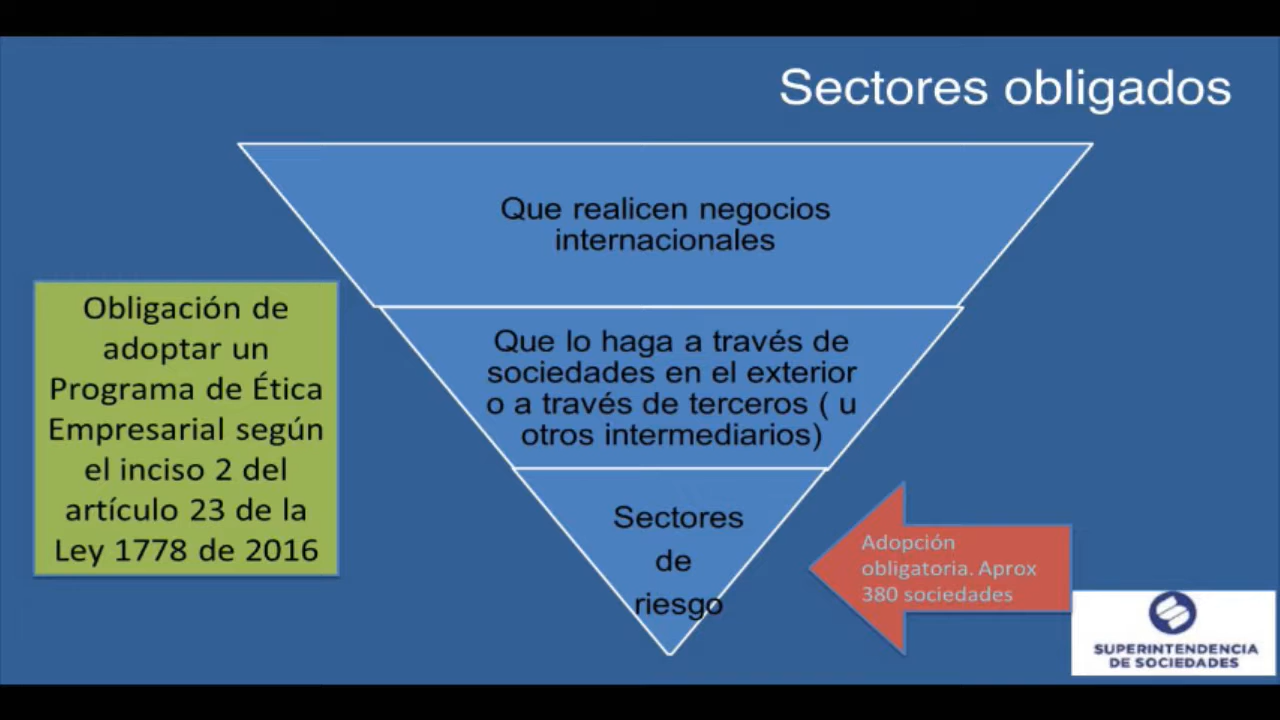 Sectores obligados
Que realicen negocios
internacionales
Obligación de
adoptar un
Programa de Ética
Empresarial según
el inciso 2 del
artículo 23 de la
Ley 1778 de 2016
Que lo haga a través de
sociedades en el exterior
o a través de terceros ( u
otros intermediarios)
Sectores
de
riesgo
Adopción
obligatoria. Aprox
380 sociedades
SUPERINTENDENCIA
DE SOCIEDADES